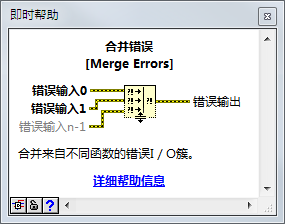 即时帮助
合并错误
[Merge Errors]
错误输入0
错误输入1
错误输入n-1
?!
?!
?!
?!
错误输出
合并来自不同函数的错误I / O簇。
详细帮助信息
?